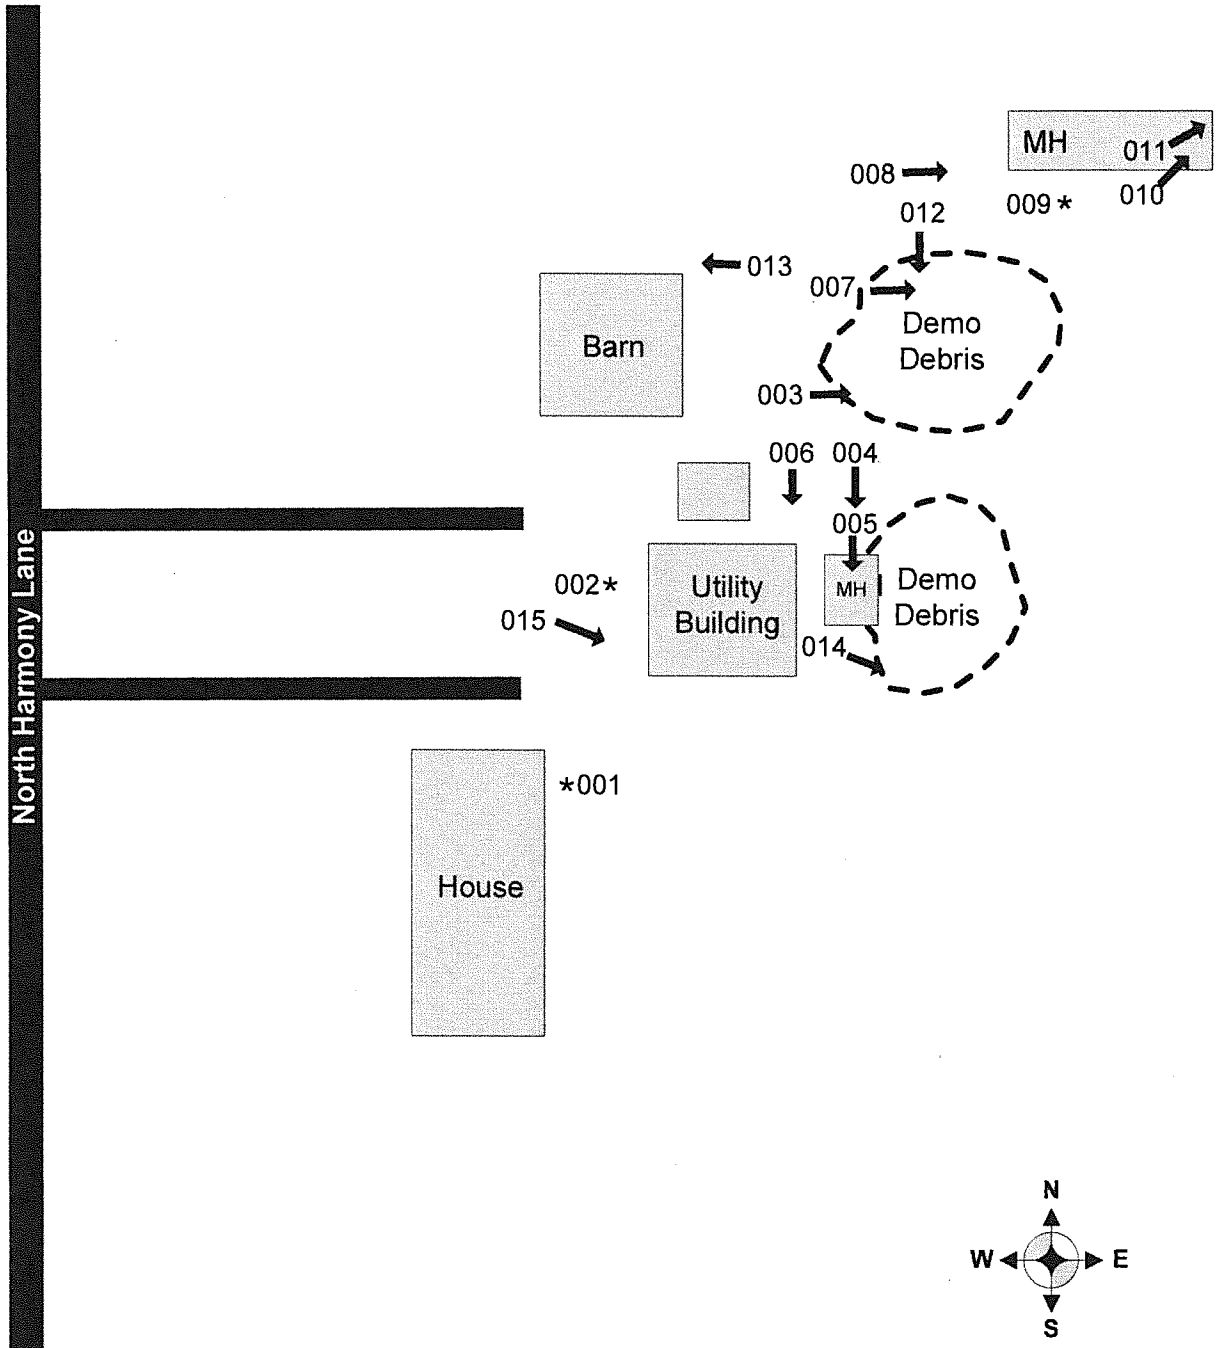 MH
011
008
010
009*
012
013
007
Demo
Debris
Barn
003
006
004
005
002*
Utility
Building
MH
Demo
Debris
015
014
North Harmony Lane
*001
House
N
W
E
S